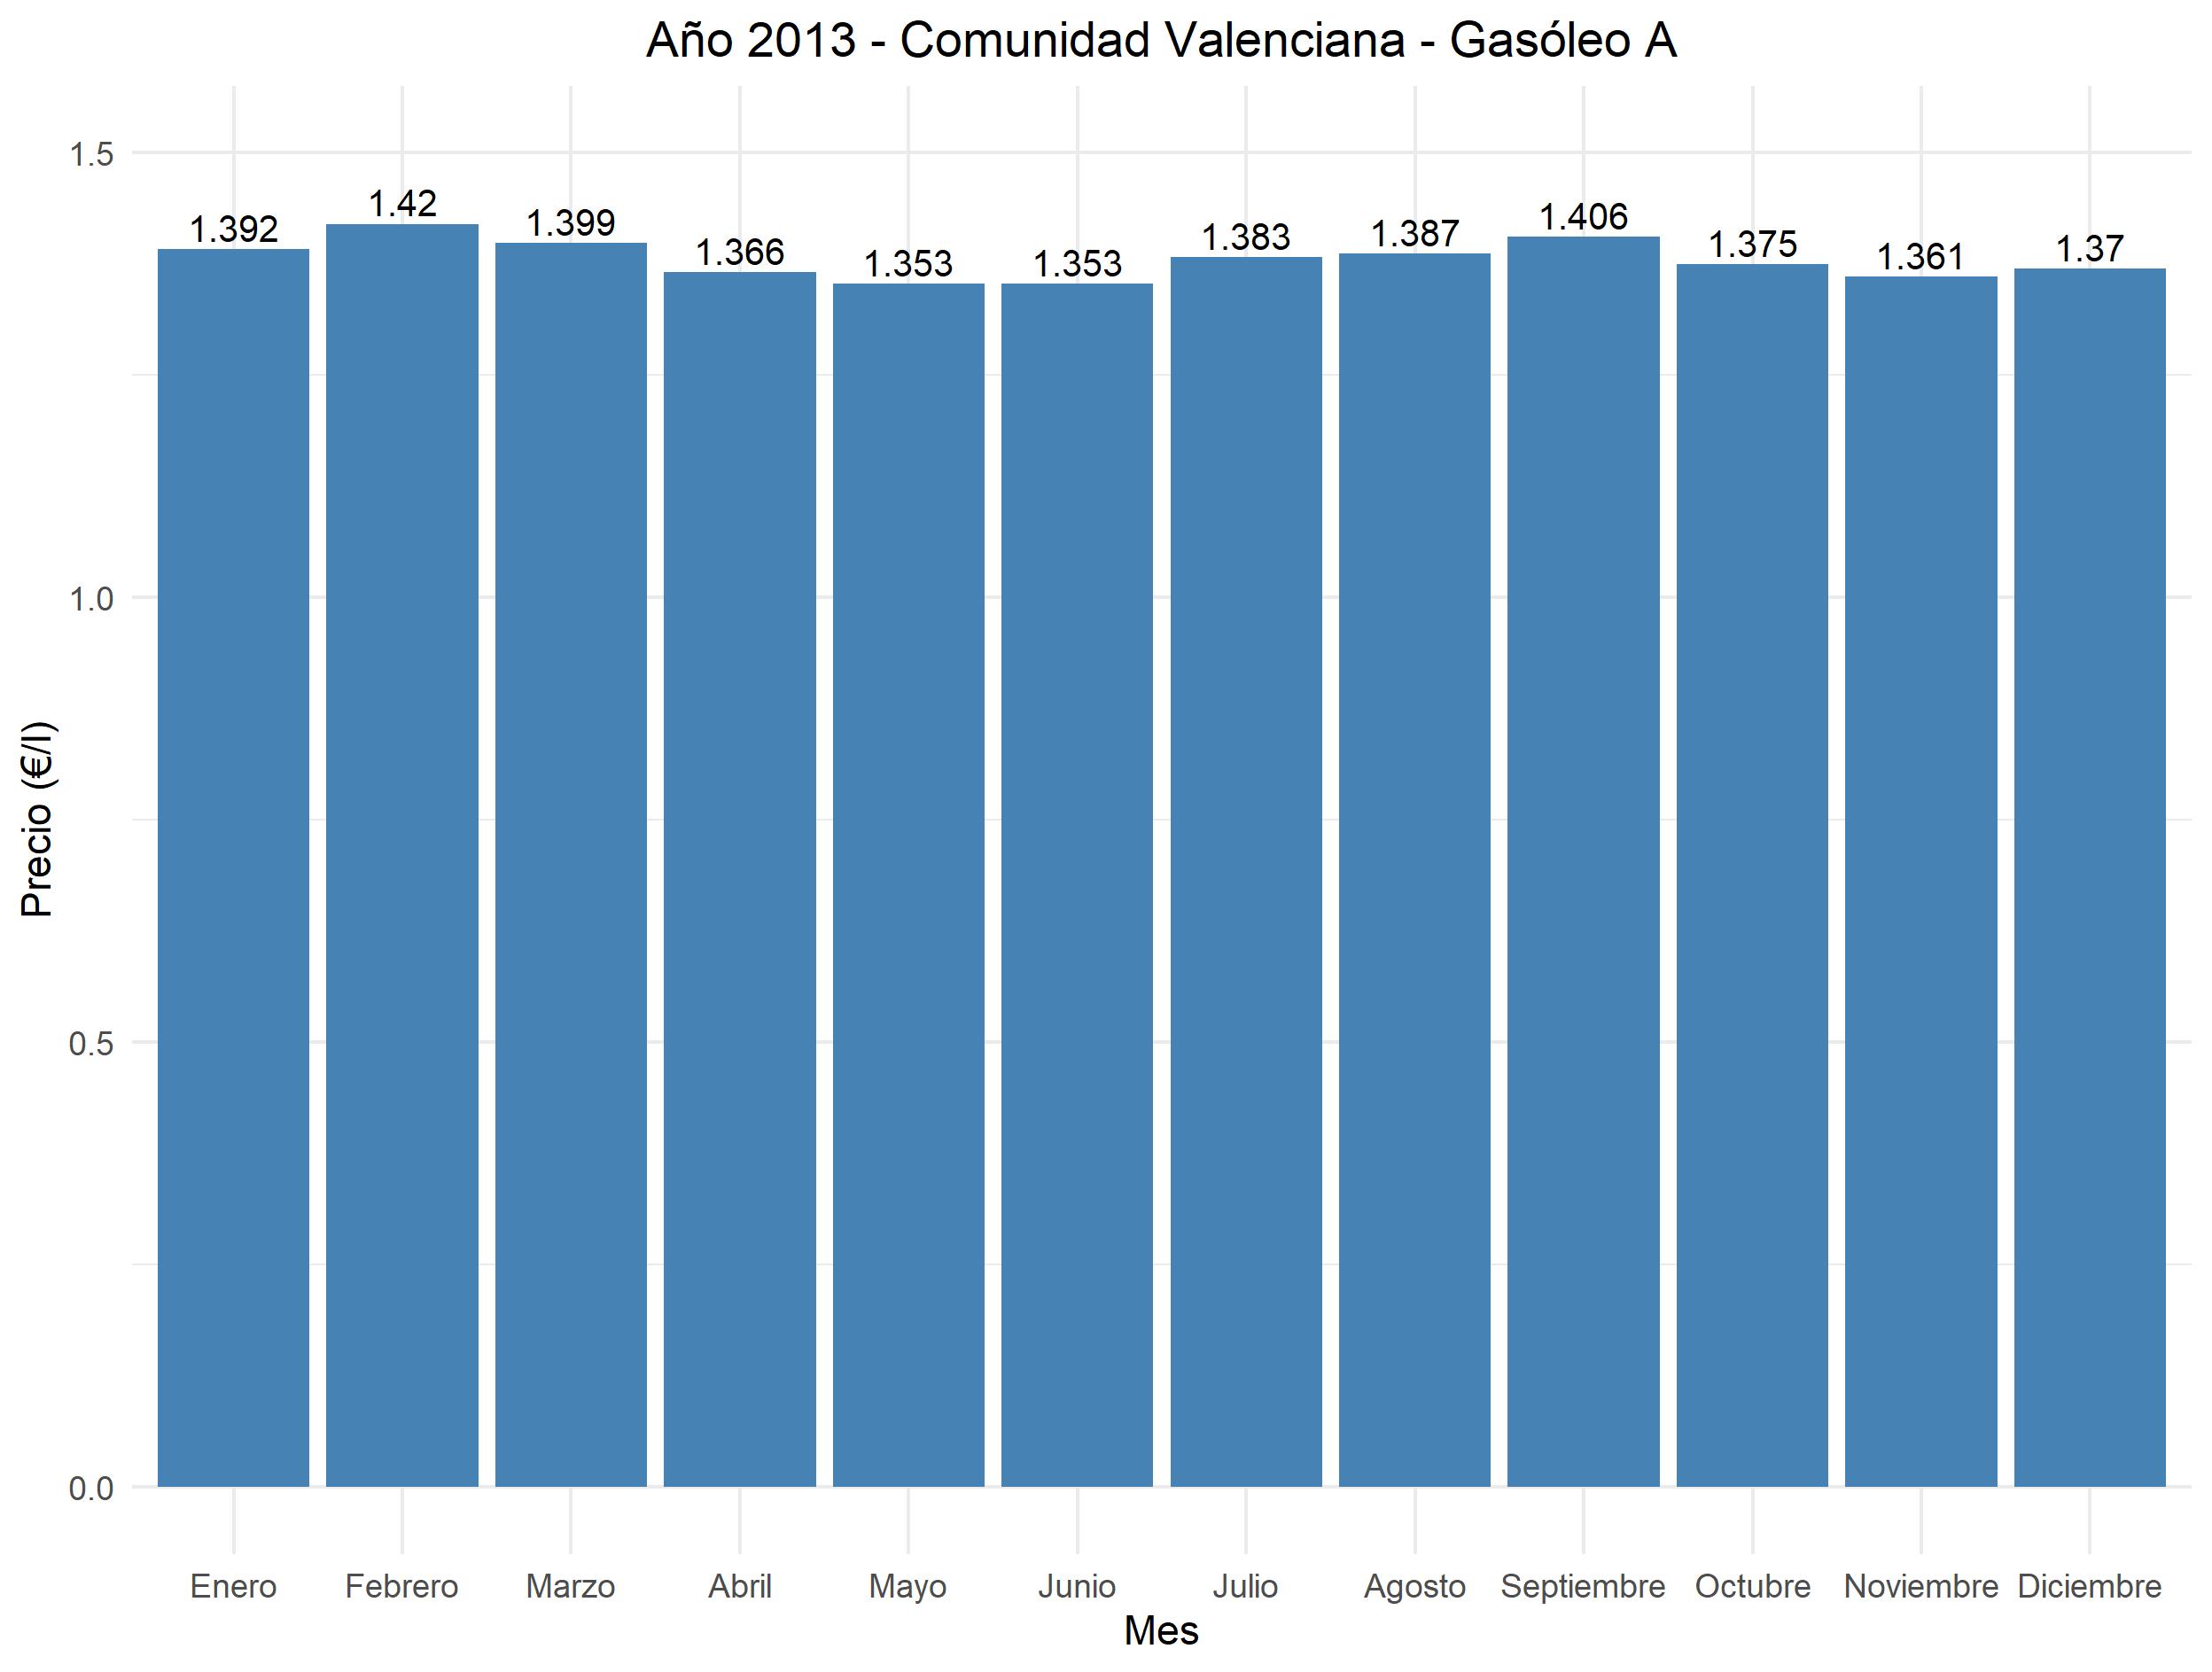 Año 2013 - Comunidad Valenciana - Gasóleo A
1.5
1.0
0.5
0.0
Precio (€/l)
1.392
1.42
1.399
1.366
1.353
1.353
1.383
1.387
1.406
1.375
1.361
1.37
Enero
Febrero
Marzo
Abril
Mayo
Junio
Julio
Agosto
Septiembre
Octubre
Noviembre
Diciembre
Mes